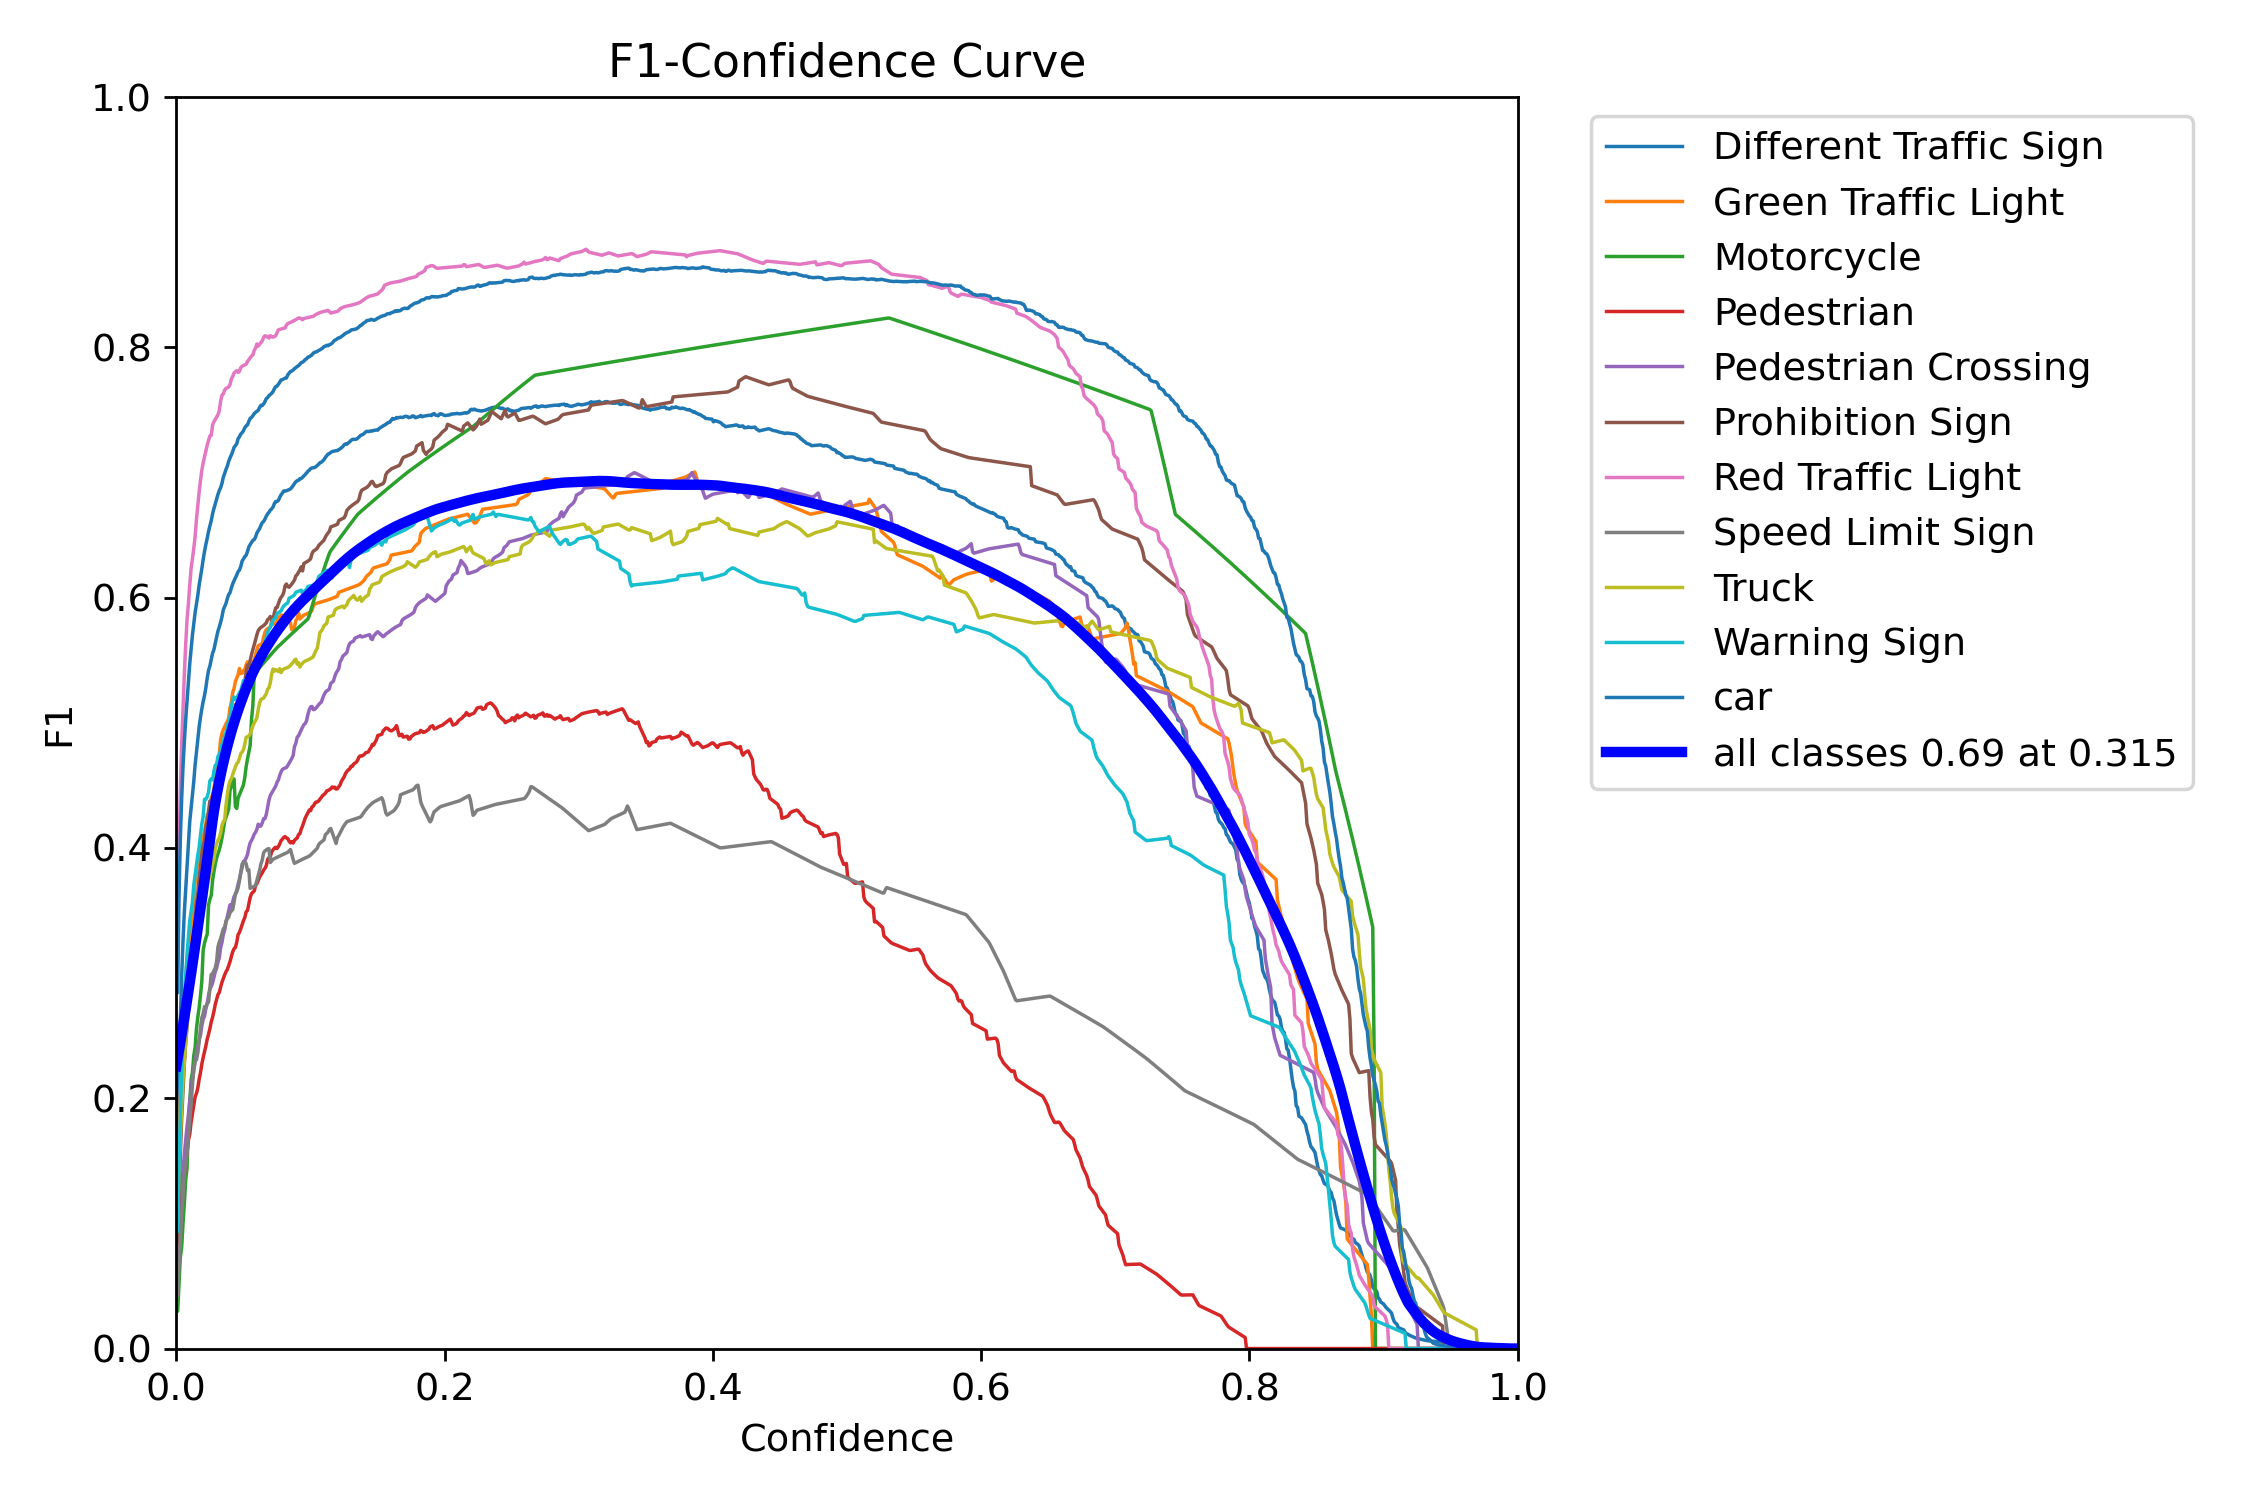 F1-Confidence Curve
1.0
0.8
0.6
0.4
0.2
0.0
F1
0.0 0.2 0.4 0.6 0.8 1.0
Confidence
Different Traffic Sign
Green Traffic Light
Motorcycle
Pedestrian
Pedestrian Crossing
Prohibition Sign
Red Traffic Light
Speed Limit Sign
Truck
Warning Sign
car
all classes 0.69 at 0.315